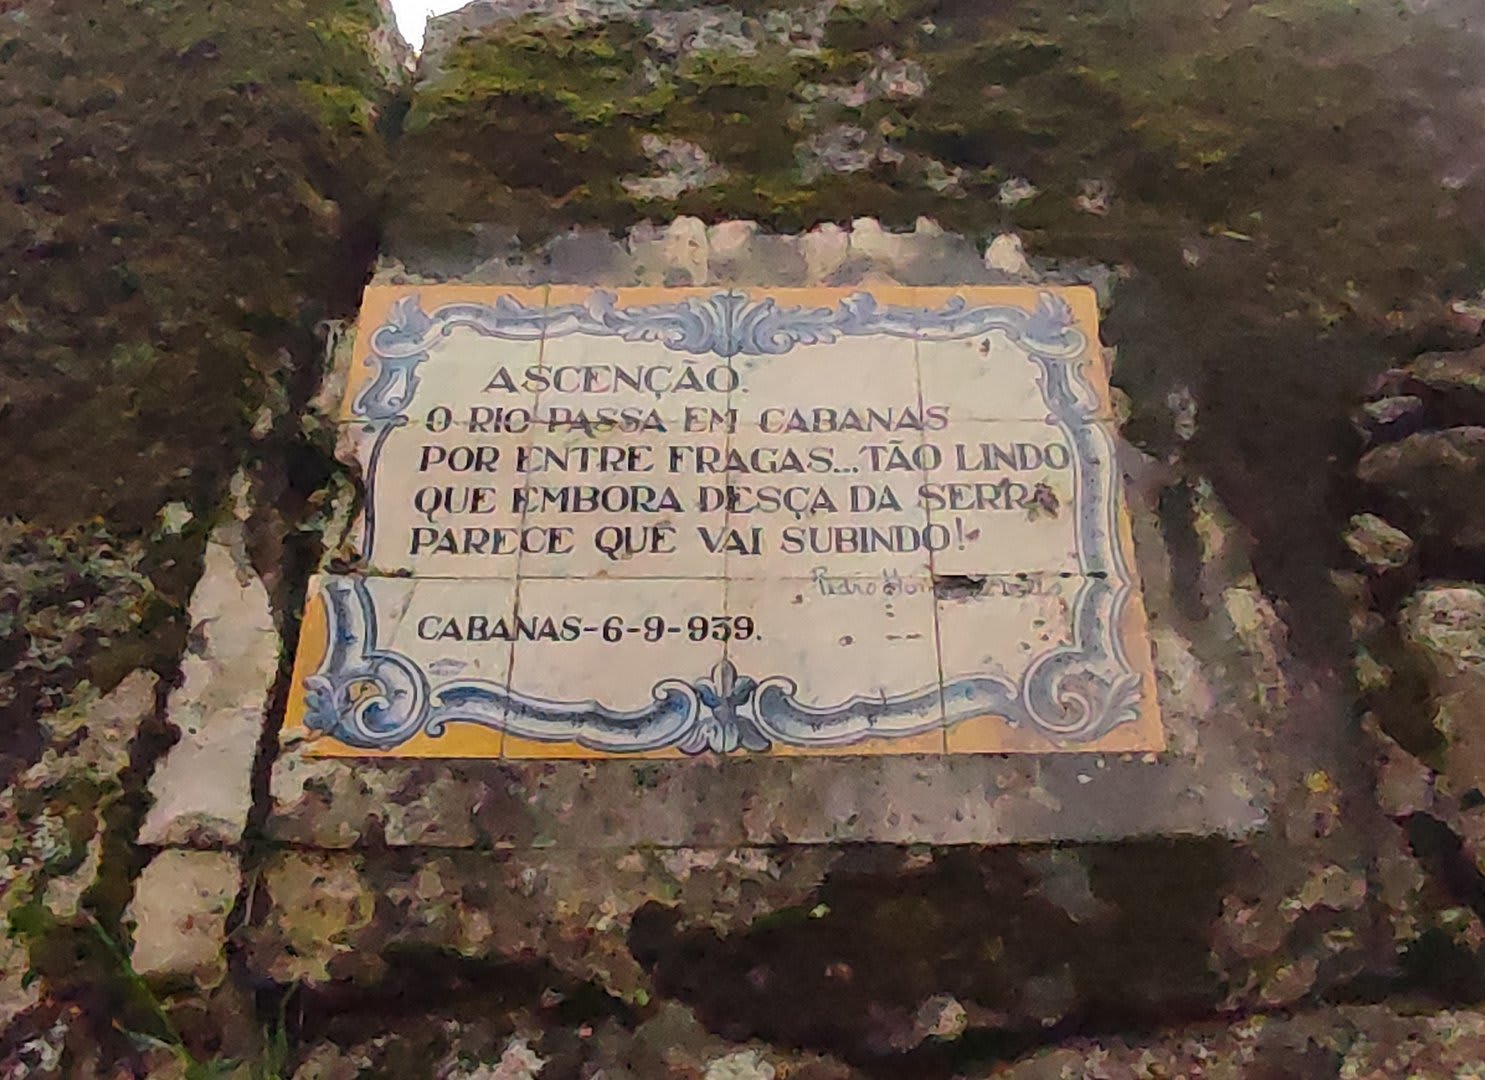 ASCENÇÃO.
O RIO PASSA EM CABANAS
POR ENTRE FRAGAS...TÃO LINDO
QUE EMBORA DESÇA DA SERRA
PARECE QUE VAI SUBINDO!
Pedro
CABANAS-6-9-939.